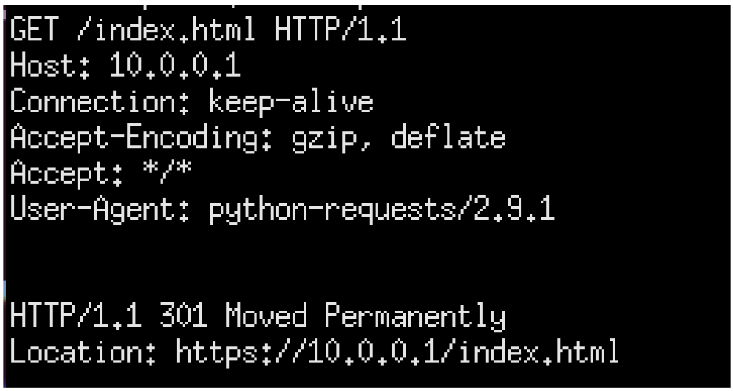 GET /index.html HTTP/1.1
Host: 10.0.0.1
Connection: keep-alive
Accept-Encoding: gzip, deflate
Accept: */*
User-Agent: python-requests/2.9.1
HTTP/1.1 301 Moved Permanently
Location: https://10.0.0.1/index.html